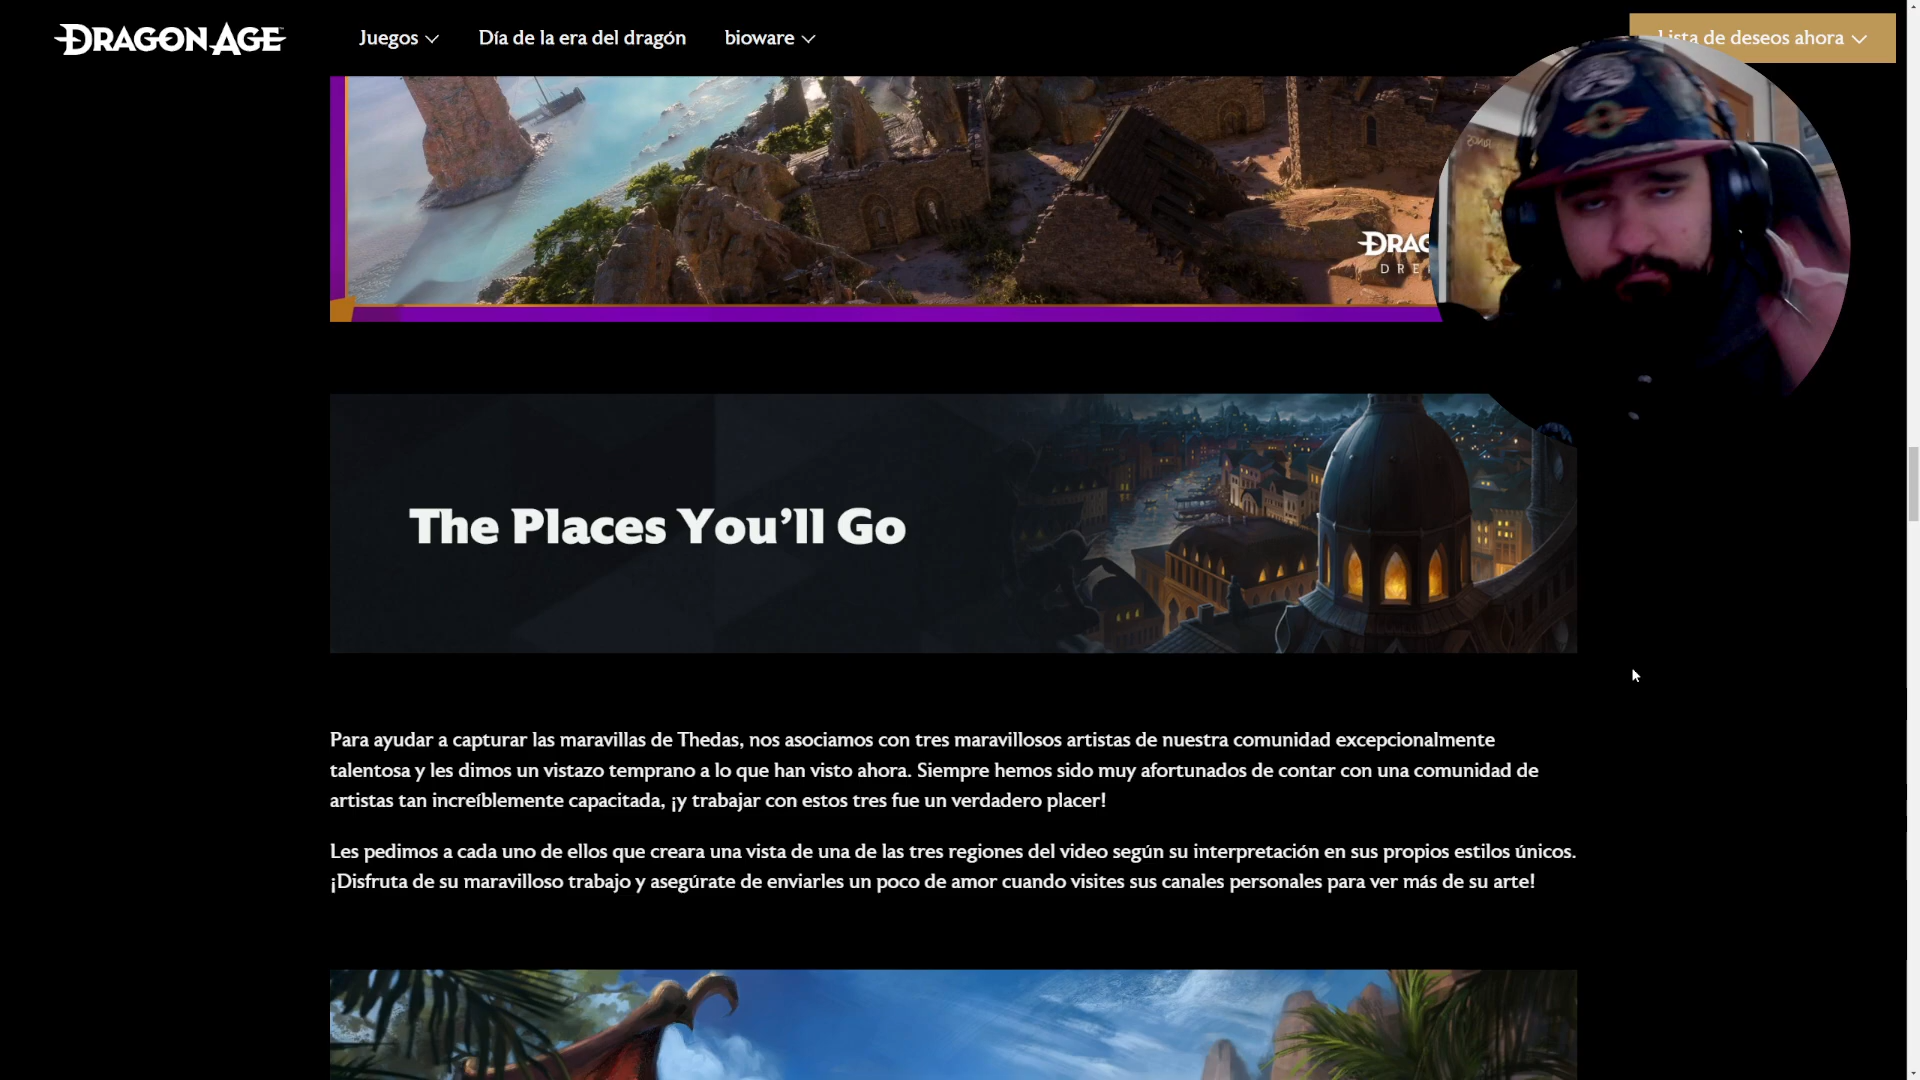 DRAGON AGE
Juegos
Día de la era del dragón
bioware
Lista de deseos ahora
DRAG
DRE
The Places You’ll Go
Para ayudar a capturar las maravillas de Thedas, nos asociamos con tres maravillosos artistas de nuestra comunidad excepcionalmente
talentosa y les dimos un vistazo temprano a lo que han visto ahora. Siempre hemos sido muy afortunados de contar con una comunidad de
artistas tan increíblemente capacitada, ¡y trabajar con estos tres fue un verdadero placer!
Les pedimos a cada uno de ellos que creara una vista de una de las tres regiones del video según su interpretación en sus propios estilos únicos.
¡Disfruta de su maravilloso trabajo y asegúrate de enviarles un poco de amor cuando visites sus canales personales para ver más de su arte!